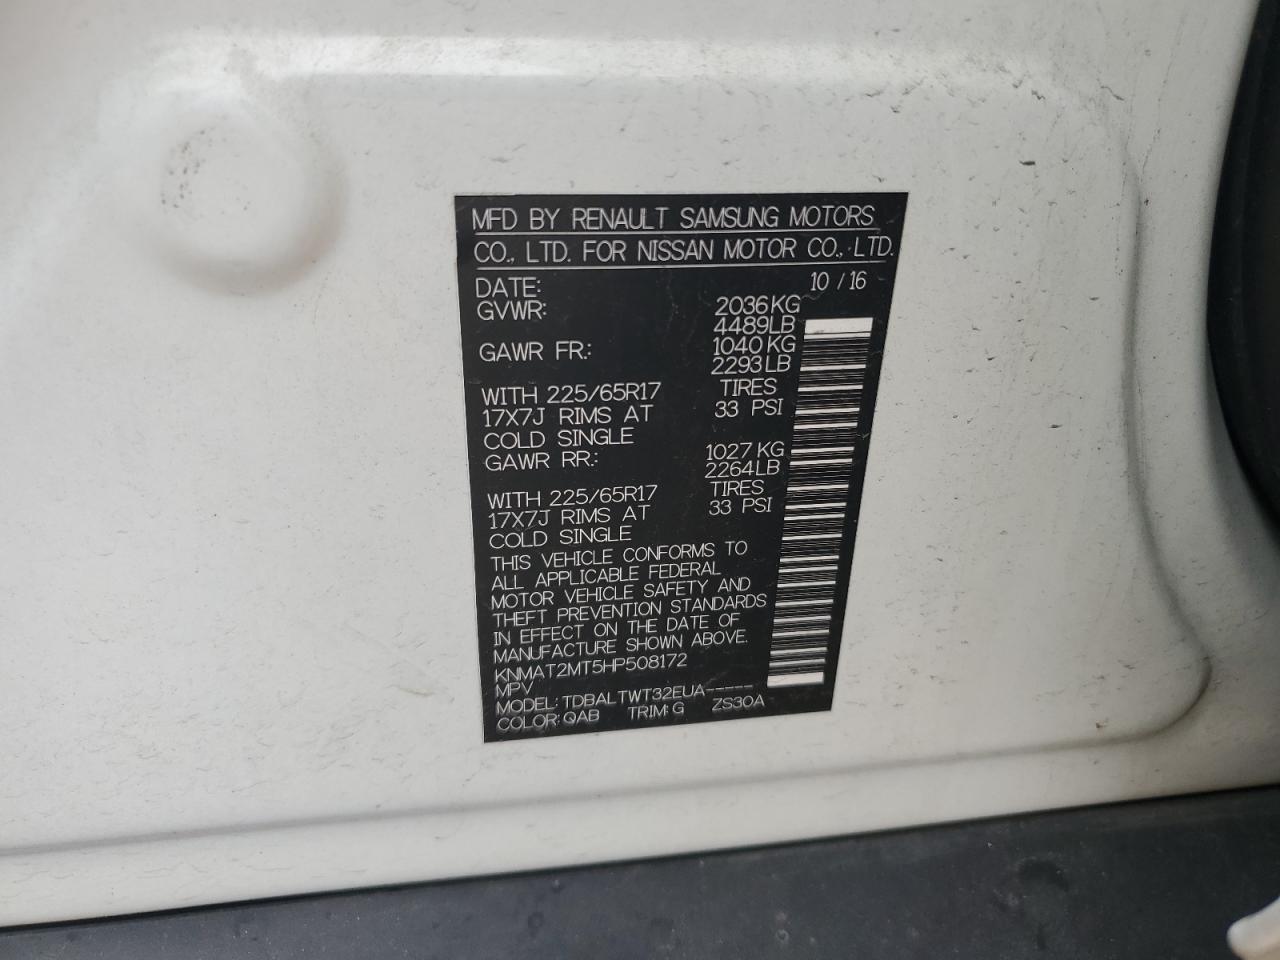 MFD BY RENAULT SAMSUNG MOTORS
CO., LTD. FOR NISSAN MOTOR CO., LTD.
DATE: 10 / 16
GVWR: 2036KG
4489LB
GAWR FR.: 1040KG
2293LB
WITH 225/65R17 TIRES
17X7J RIMS AT 33 PSI
COLD SINGLE
GAWR RR.: 1027KG
2264LB
WITH 225/65R17 TIRES
17X7J RIMS AT 33 PSI
COLD SINGLE
THIS VEHICLE CONFORMS TO
ALL APPLICABLE FEDERAL
MOTOR VEHICLE SAFETY AND
THEFT PREVENTION STANDARDS
IN EFFECT ON THE DATE OF
MANUFACTURE SHOWN ABOVE.
KNMAT2MT5HP508172
MPV
MODEL: TDBALTWT32EUA-----
COLOR: QAB TRIM: G ZS30A